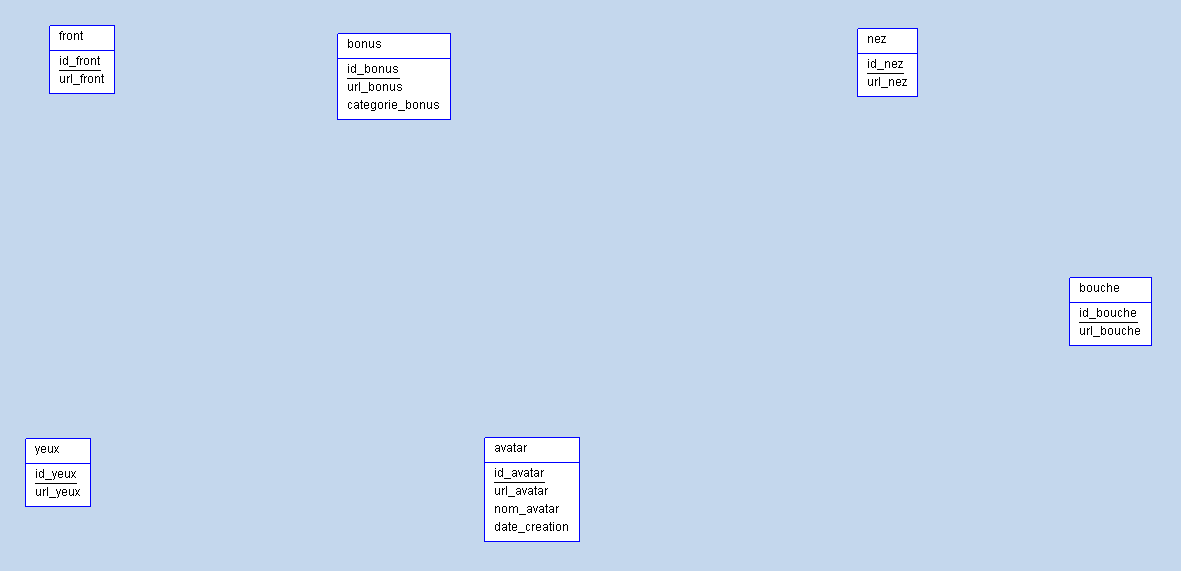 front
id_front
url_front
bonus
id_bonus
url_bonus
categorie_bonus
nez
id_nez
url_nez
bouche
id_bouche
url_bouche
yeux
id_yeux
url_yeux
avatar
id_avatar
url_avatar
nom_avatar
date_creation